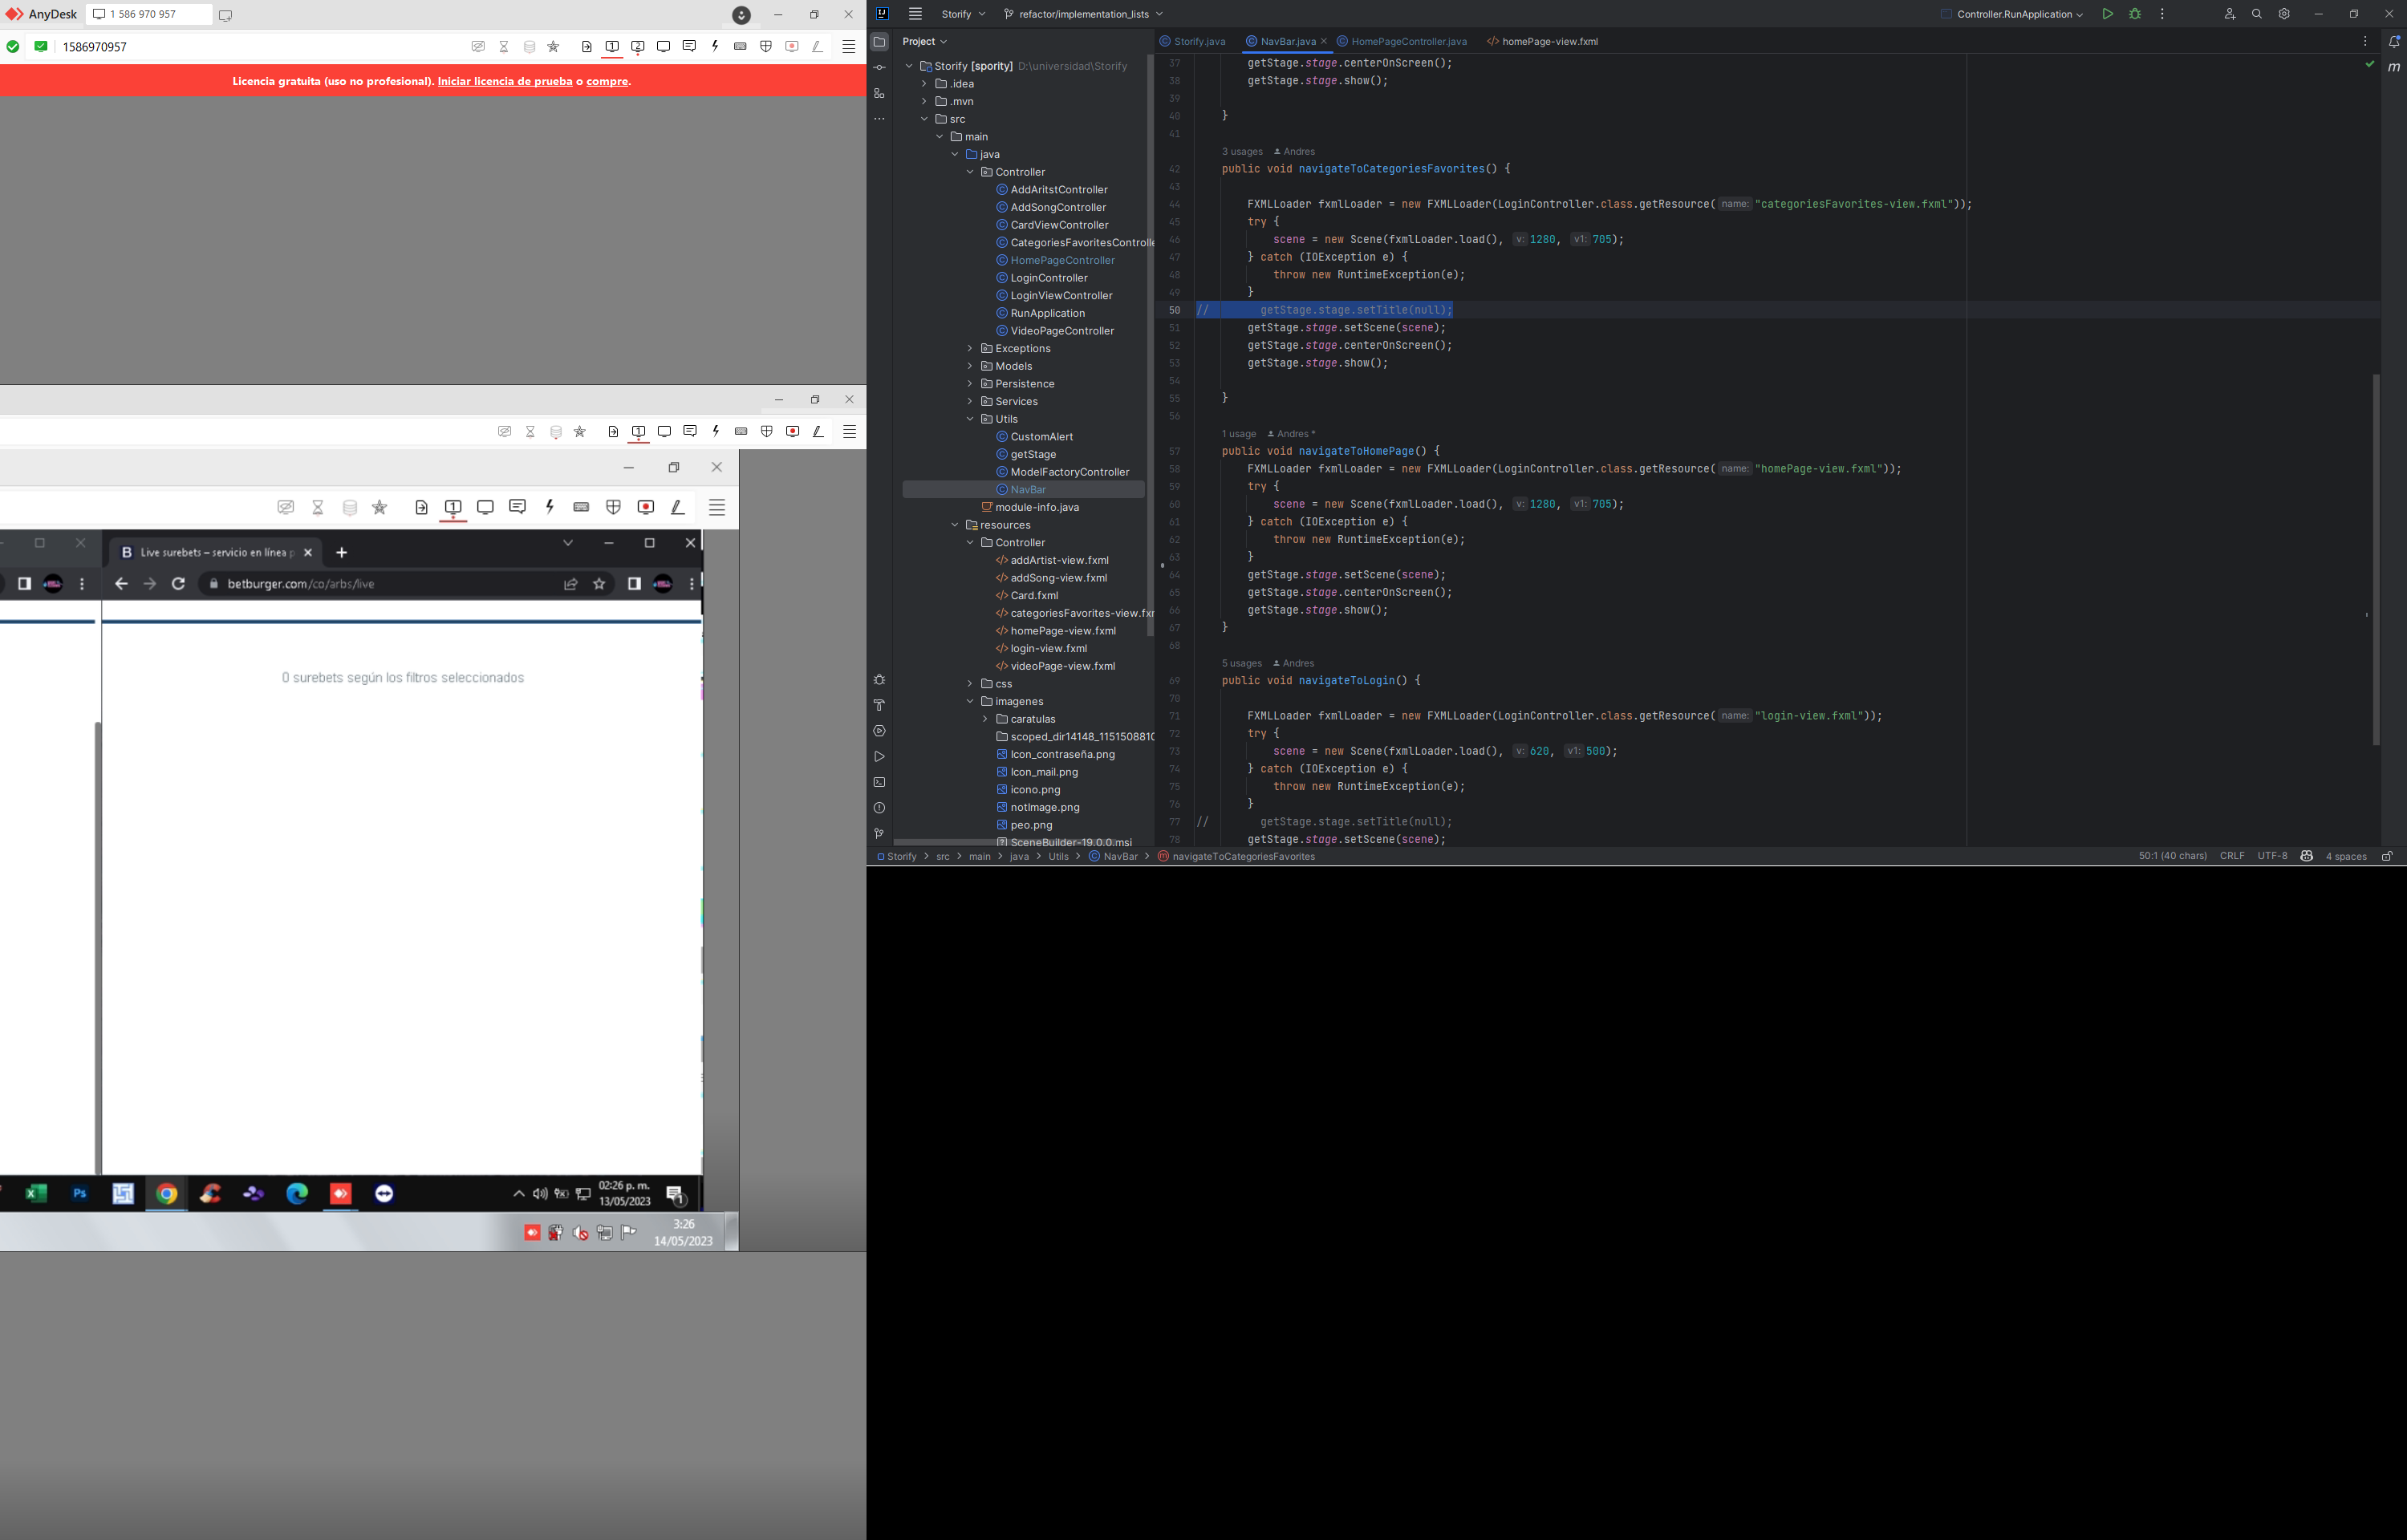 AnyDesk
1 586 970 957
1586970957
Licencia gratuita (uso no profesional). Iniciar licencia de prueba o compre.
Live surebets – servicio en línea p
betburger.com/co/arbs/live
0 surebets según los filtros seleccionados
02:26 p. m.
13/05/2023
1
3:26
14/05/2023
Storify
refactor/implementation_lists
Controller.RunApplication
Project
Storify.java
NavBar.java
HomePageController.java
homePage-view.fxml
Storify [spority] D:\universidad\Storify
.idea
.mvn
src
main
java
Controller
AddAritstController
AddSongController
CardViewController
CategoriesFavoritesControlle
HomePageController
LoginController
LoginViewController
RunApplication
VideoPageController
Exceptions
Models
Persistence
Services
Utils
CustomAlert
getStage
ModelFactoryController
NavBar
module-info.java
resources
Controller
addArtist-view.fxml
addSong-view.fxml
Card.fxml
categoriesFavorites-view.fxm
homePage-view.fxml
login-view.fxml
videoPage-view.fxml
css
imagenes
caratulas
scoped_dir14148_1151508810
Icon_contraseña.png
Icon_mail.png
icono.png
notImage.png
peo.png
SceneBuilder-19.0.0.msi
37 getStage.stage.centerOnScreen();
38 getStage.stage.show();
39
40 }
41
3 usages Andres
42 public void navigateToCategoriesFavorites() {
43
44 FXMLLoader fxmlLoader = new FXMLLoader(LoginController.class.getResource( name: "categoriesFavorites-view.fxml"));
45 try {
46 scene = new Scene(fxmlLoader.load(), v: 1280, v1: 705);
47 } catch (IOException e) {
48 throw new RuntimeException(e);
49 }
50 // getStage.stage.setTitle(null);
51 getStage.stage.setScene(scene);
52 getStage.stage.centerOnScreen();
53 getStage.stage.show();
54
55 }
56
1 usage Andres *
57 public void navigateToHomePage() {
58 FXMLLoader fxmlLoader = new FXMLLoader(LoginController.class.getResource( name: "homePage-view.fxml"));
59 try {
60 scene = new Scene(fxmlLoader.load(), v: 1280, v1: 705);
61 } catch (IOException e) {
62 throw new RuntimeException(e);
63 }
64 getStage.stage.setScene(scene);
65 getStage.stage.centerOnScreen();
66 getStage.stage.show();
67 }
68
5 usages Andres
69 public void navigateToLogin() {
70
71 FXMLLoader fxmlLoader = new FXMLLoader(LoginController.class.getResource( name: "login-view.fxml"));
72 try {
73 scene = new Scene(fxmlLoader.load(), v: 620, v1: 500);
74 } catch (IOException e) {
75 throw new RuntimeException(e);
76 }
77 // getStage.stage.setTitle(null);
78 getStage.stage.setScene(scene);
Storify > src > main > java > Utils > NavBar > navigateToCategoriesFavorites
50:1 (40 chars) CRLF UTF-8 4 spaces